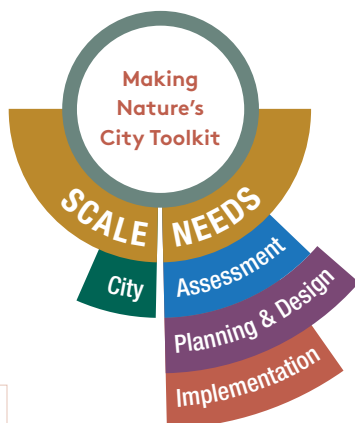 Making
Nature's
City Toolkit
SCALE
NEEDS
City
Assessment
Planning & Design
Implementation